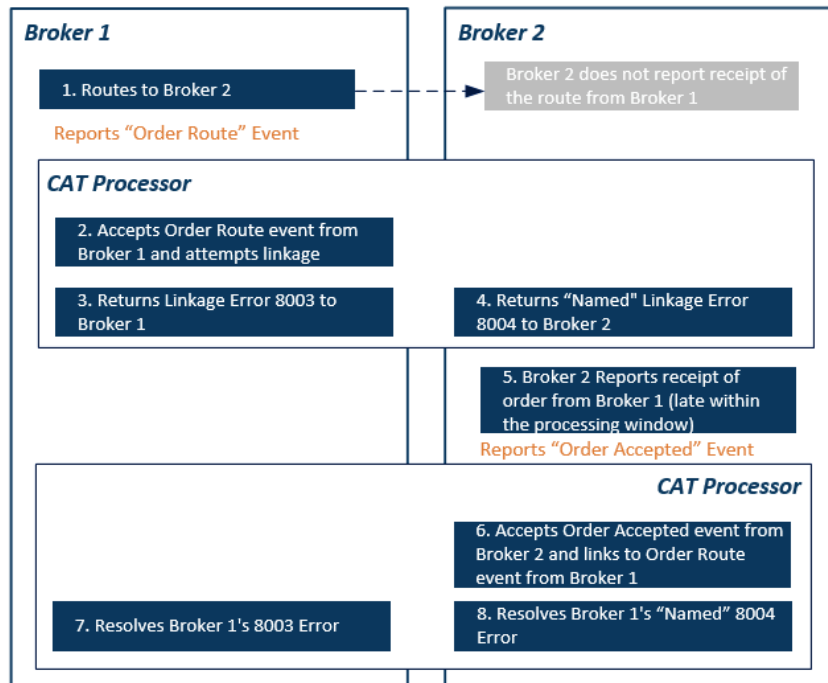 Broker 1
Broker 2
1. Routes to Broker 2
Broker 2 does not report receipt of
the route from Broker 1
Reports “Order Route” Event
CAT Processor
2. Accepts Order Route event from
Broker 1 and attempts linkage
3. Returns Linkage Error 8003 to
Broker 1
4. Returns “Named" Linkage Error
8004 to Broker 2
5. Broker 2 Reports receipt of
order from Broker 1 (late within
the processing window)
Reports “Order Accepted” Event
CAT Processor
6. Accepts Order Accepted event from
Broker 2 and links to Order Route
event from Broker 1
7. Resolves Broker 1's 8003 Error
8. Resolves Broker 1's “Named” 8004
Error